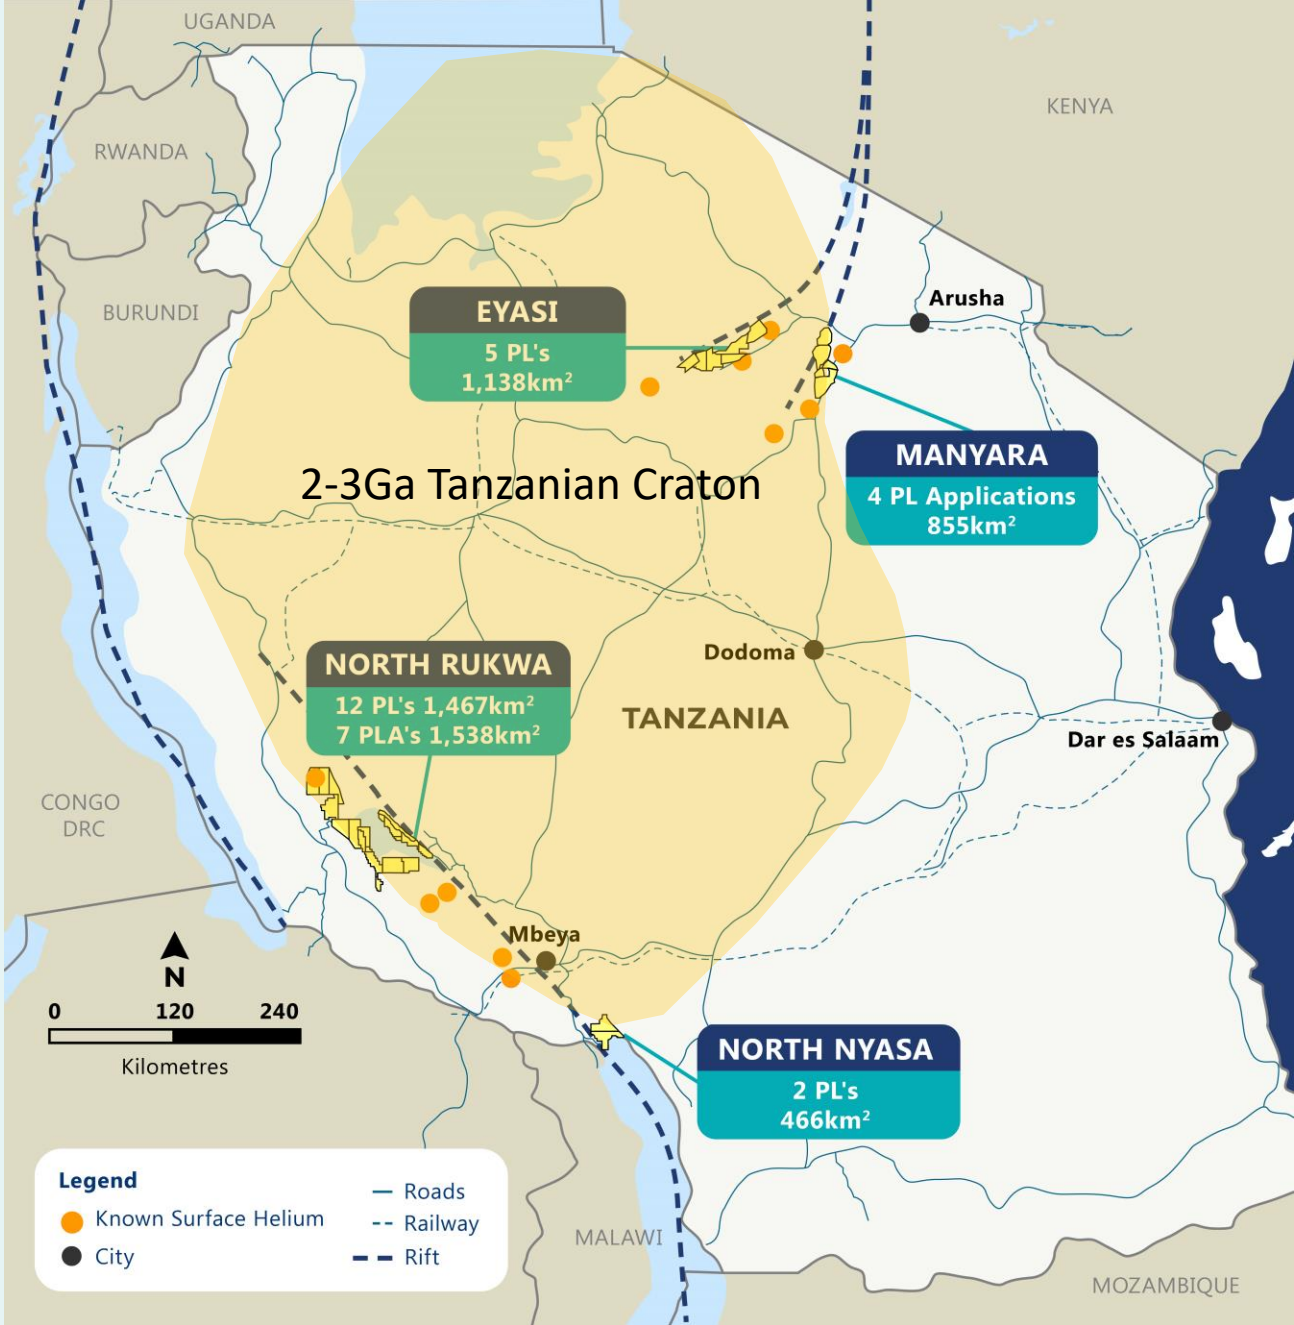 UGANDA
KENYA
RWANDA
BURUNDI
Arusha
EYASI
5 PL's
1,138km²
MANYARA
4 PL Applications
855km²
2-3Ga Tanzanian Craton
Dodoma
NORTH RUKWA
12 PL's 1,467km²
7 PLA's 1,538km²
TANZANIA
Dar es Salaam
CONGO
DRC
Mbeya
N
0 120 240
Kilometres
NORTH NYASA
2 PL's
466km²
Legend
Known Surface Helium
City
Roads
Railway
Rift
MALAWI
MOZAMBIQUE